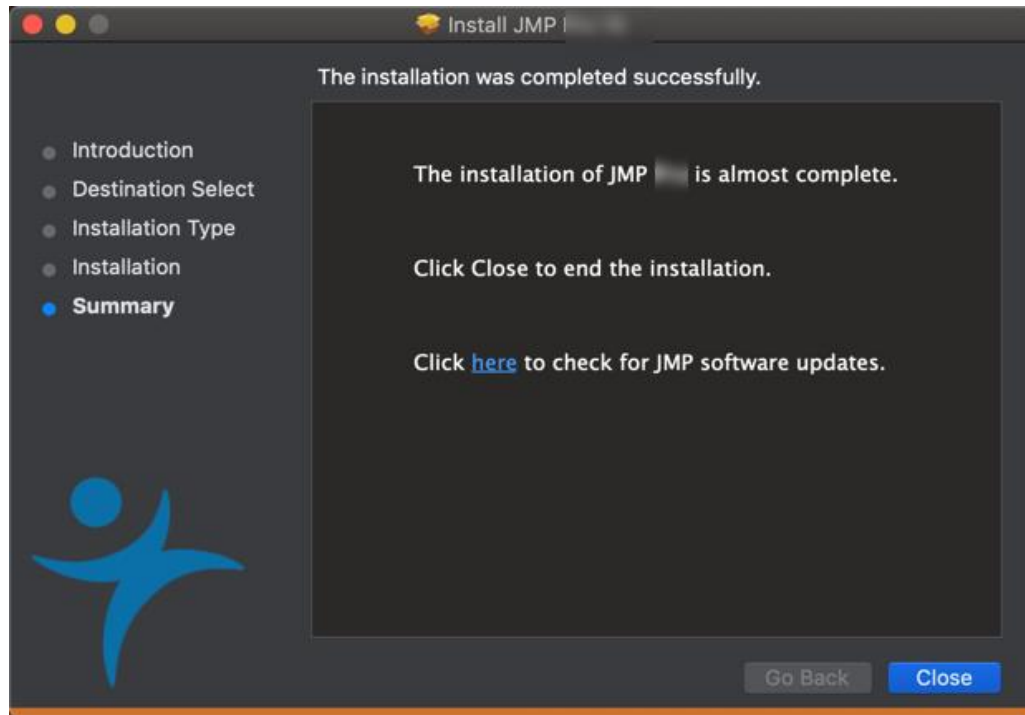 Install JMP
The installation was completed successfully.
Introduction
Destination Select
Installation Type
Installation
Summary
The installation of JMP is almost complete.
Click Close to end the installation.
Click here to check for JMP software updates.
Go Back
Close